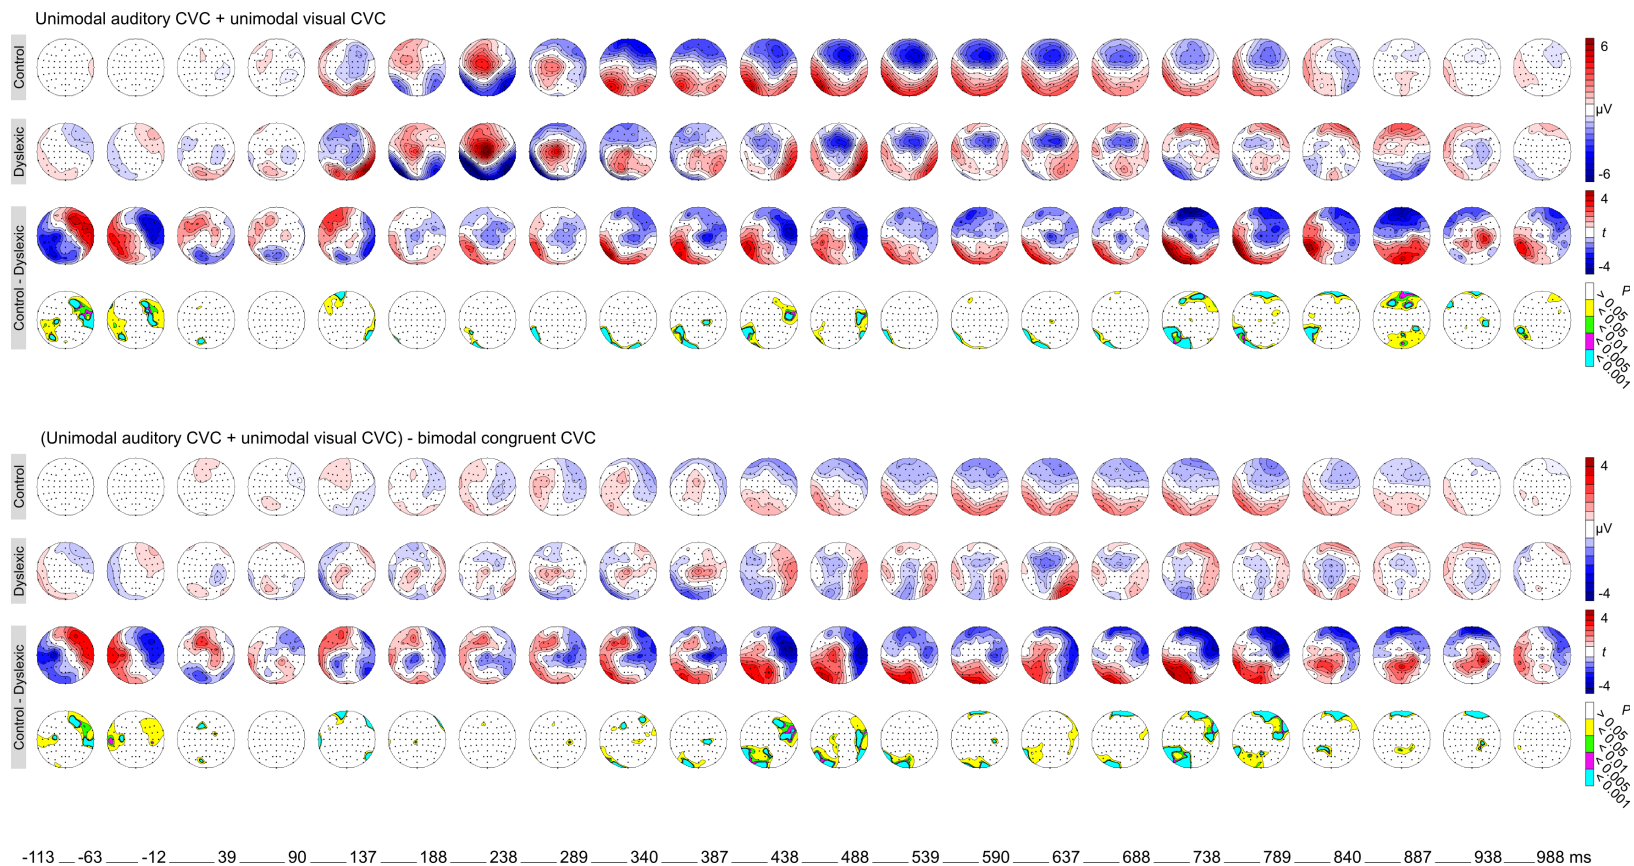 Unimodal auditory CVC + unimodal visual CVC
Control
6
µV
-6
Dyslexic
Control - Dyslexic
4
t
-4
P
> 0.05
< 0.05
< 0.01
< 0.005
< 0.001
(Unimodal auditory CVC + unimodal visual CVC) - bimodal congruent CVC
Control
4
µV
-4
Dyslexic
Control - Dyslexic
4
t
-4
P
> 0.05
< 0.05
< 0.01
< 0.005
< 0.001
-113 -63 -12 39 90 137 188 238 289 340 387 438 488 539 590 637 688 738 789 840 887 938 988 ms